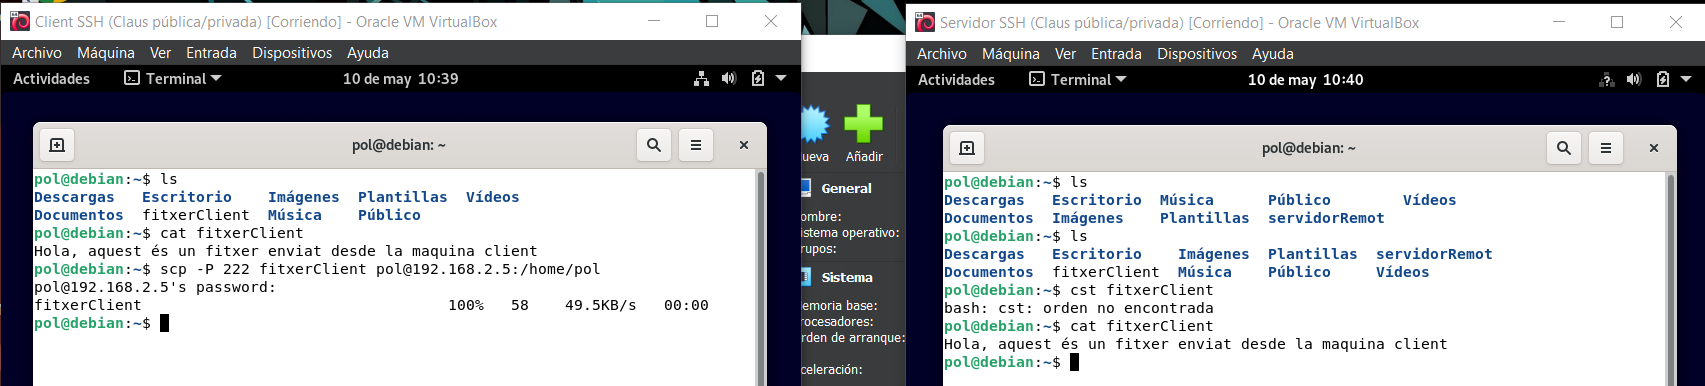 Client SSH (Claus pública/privada) [Corriendo] - Oracle VM VirtualBox
Archivo Máquina Ver Entrada Dispositivos Ayuda
Actividades Terminal 10 de may 10:39
pol@debian: ~
pol@debian:~$ ls
Descargas Escritorio Imágenes Plantillas Vídeos
Documentos fitxerClient Música Público
pol@debian:~$ cat fitxerClient
Hola, aquest és un fitxer enviat desde la maquina client
pol@debian:~$ scp -P 222 fitxerClient pol@192.168.2.5:/home/pol
pol@192.168.2.5's password:
fitxerClient 100% 58 49.5KB/s 00:00
pol@debian:~$
ueva Añadir
General
ombre:
istema operativo:
rupos:
Sistema
emoria base:
rocesadores:
rden de arranque:
celeración:
Servidor SSH (Claus pública/privada) [Corriendo] - Oracle VM VirtualBox
Archivo Máquina Ver Entrada Dispositivos Ayuda
Actividades Terminal 10 de may 10:40
pol@debian: ~
pol@debian:~$ ls
Descargas Escritorio Música Público Vídeos
Documentos Imágenes Plantillas servidorRemot
pol@debian:~$ ls
Descargas Escritorio Imágenes Plantillas servidorRemot
Documentos fitxerClient Música Público Vídeos
pol@debian:~$ cst fitxerClient
bash: cst: orden no encontrada
pol@debian:~$ cat fitxerClient
Hola, aquest és un fitxer enviat desde la maquina client
pol@debian:~$